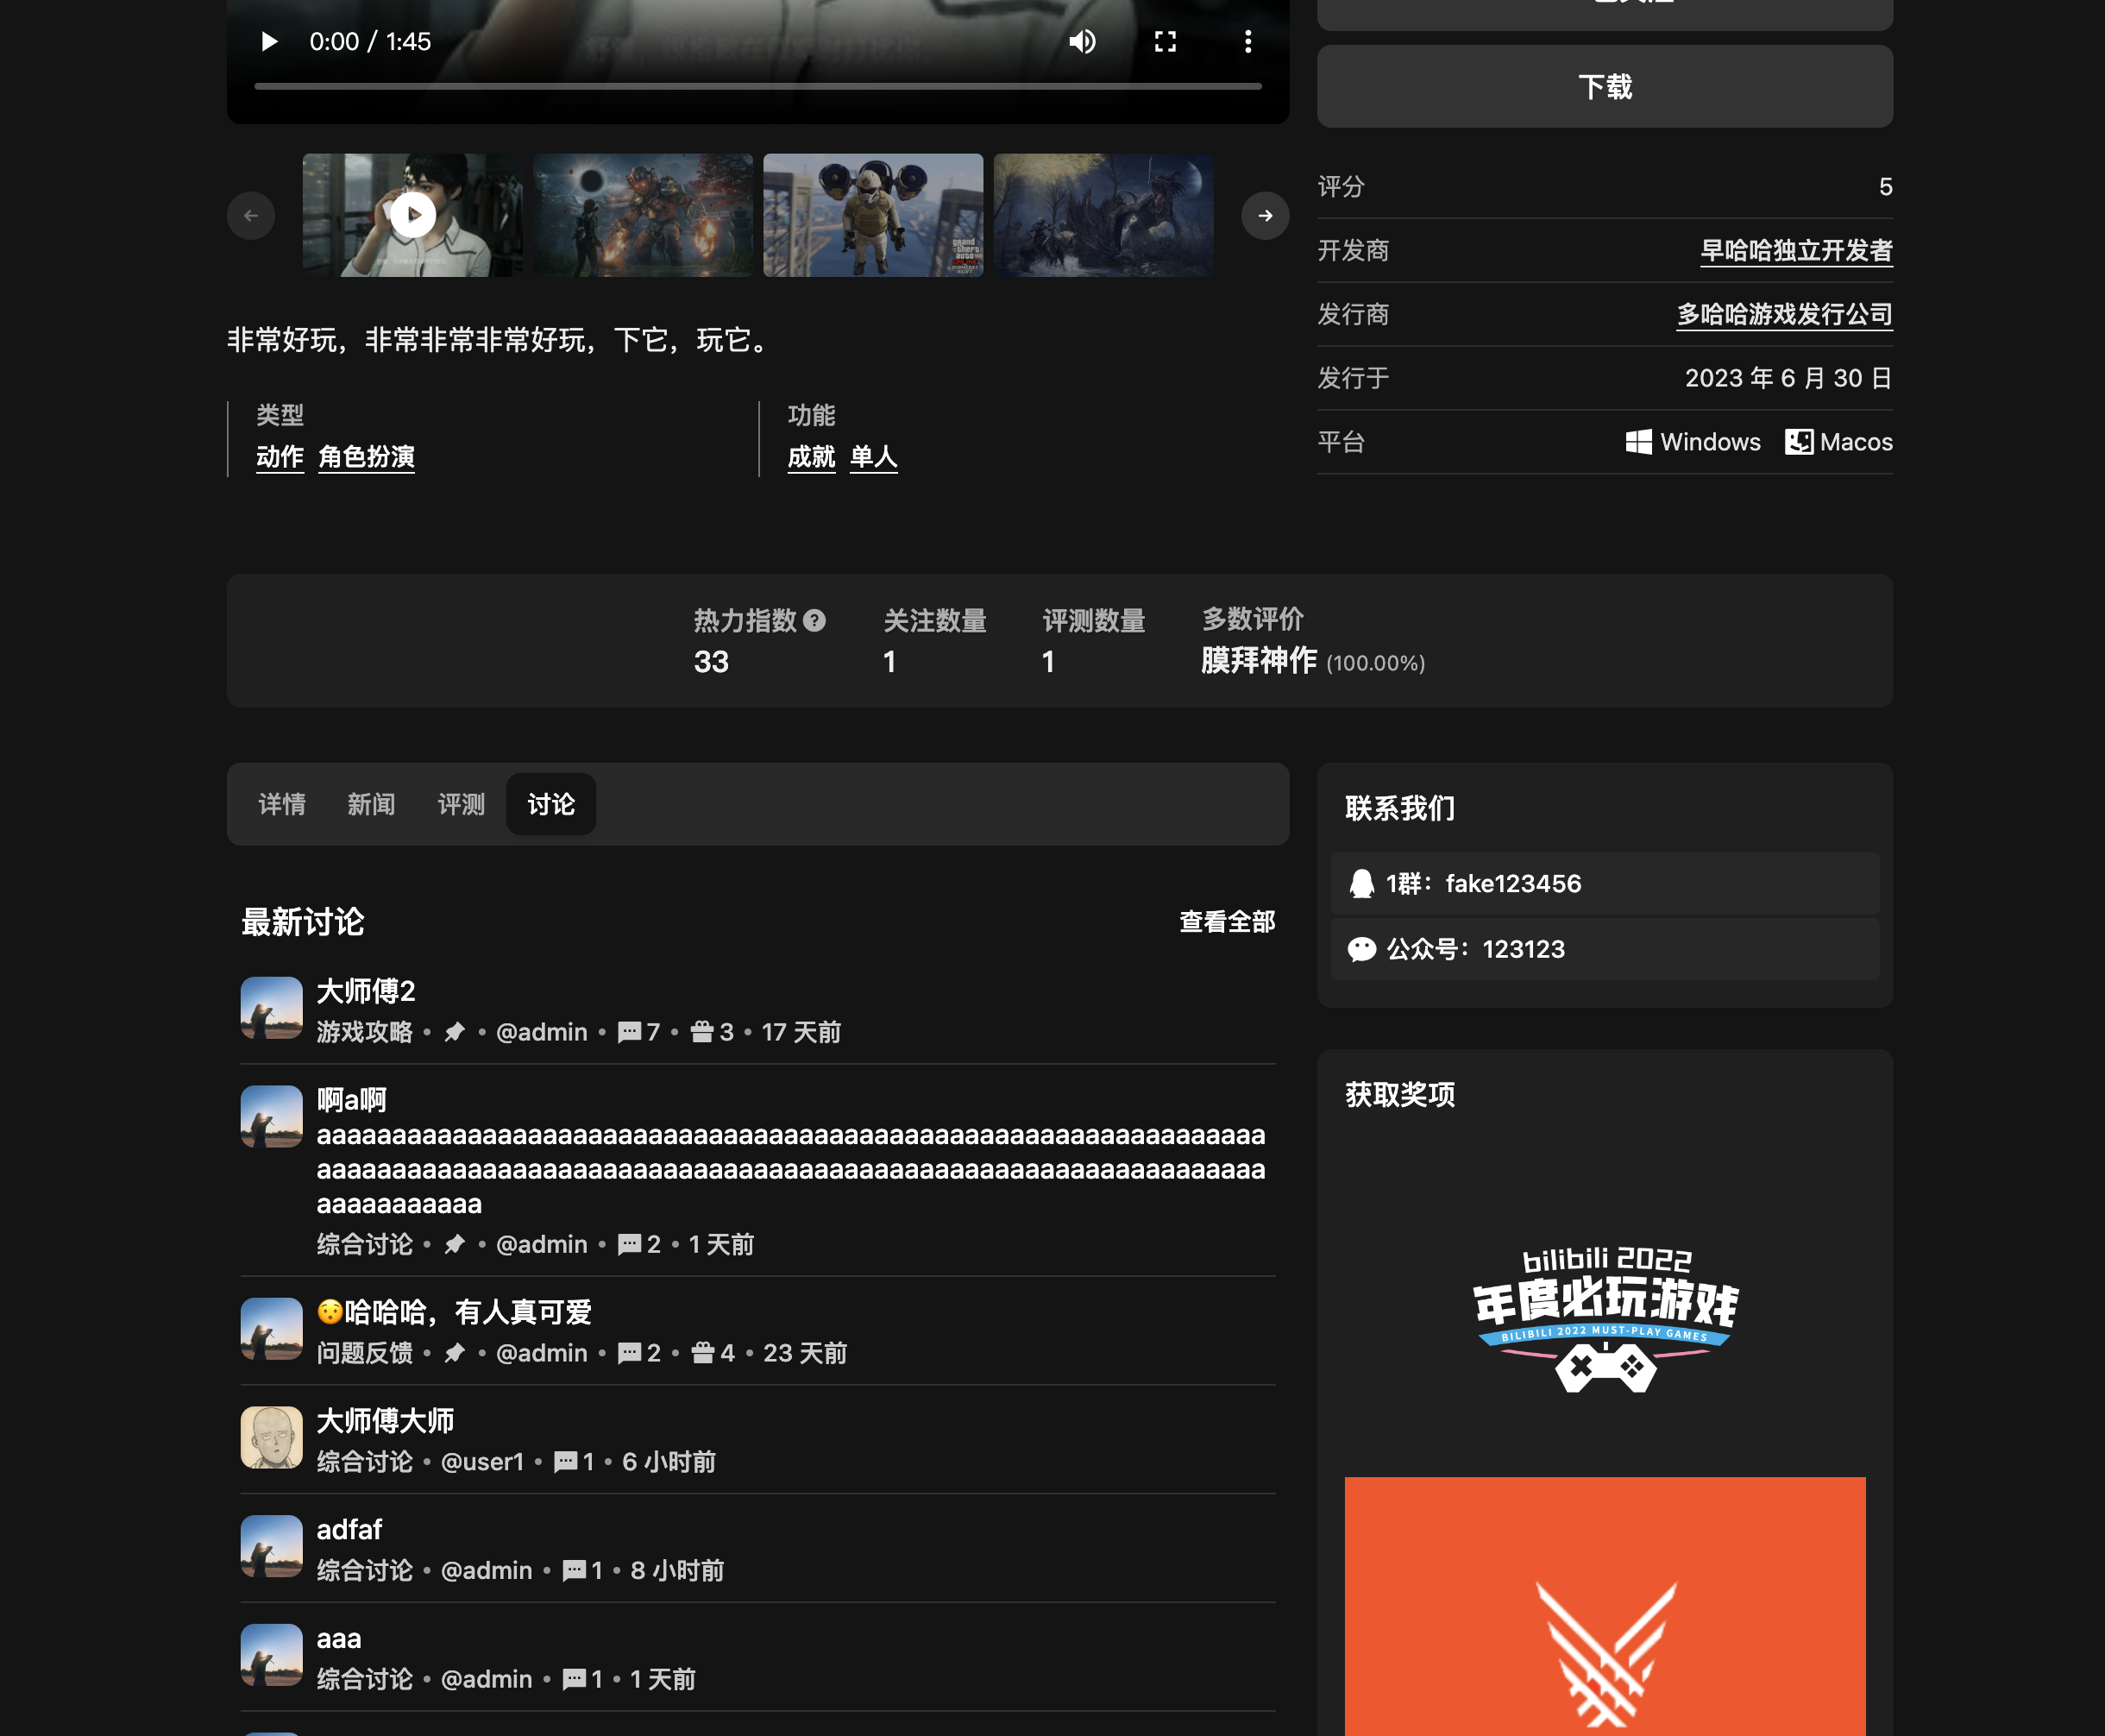 0:00 / 1:45
下载
评分
5
开发商
早哈哈独立开发者
发行商
多哈哈游戏发行公司
发行于
2023 年 6 月 30 日
平台
Windows
Macos
grand
theft
auto
非常好玩，非常非常非常好玩，下它，玩它。
类型
动作 角色扮演
功能
成就 单人
热力指数
33
关注数量
1
评测数量
1
多数评价
膜拜神作 (100.00%)
详情 新闻 评测 讨论
最新讨论
查看全部
大师傅2
游戏攻略 • • @admin • 7 • 3 • 17 天前
啊a啊
aaaaaaaaaaaaaaaaaaaaaaaaaaaaaaaaaaaaaaaaaaaaaaaaaaaaaaaaaaaaaaa
aaaaaaaaaaaaaaaaaaaaaaaaaaaaaaaaaaaaaaaaaaaaaaaaaaaaaaaaaaaaaaa
aaaaaaaaaaa
综合讨论 • • @admin • 2 • 1 天前
😯哈哈哈，有人真可爱
问题反馈 • • @admin • 2 • 4 • 23 天前
大师傅大师
综合讨论 • @user1 • 1 • 6 小时前
adfaf
综合讨论 • @admin • 1 • 8 小时前
aaa
综合讨论 • @admin • 1 • 1 天前
联系我们
1群：fake123456
公众号：123123
获取奖项
bilibili 2022
年度必玩游戏
BILIBILI 2022 MUST-PLAY GAMES